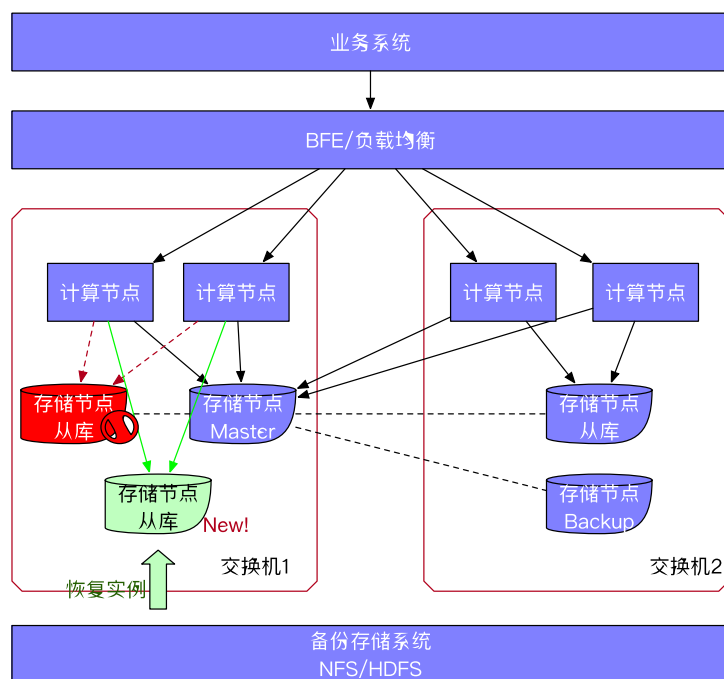 业务系统
BFE/负载均衡
计算节点
计算节点
计算节点
计算节点
存储节点
从库
存储节点
Master
存储节点
从库
存储节点
从库
New!
存储节点
Backup
交换机1
交换机2
恢复实例
备份存储系统
NFS/HDFS